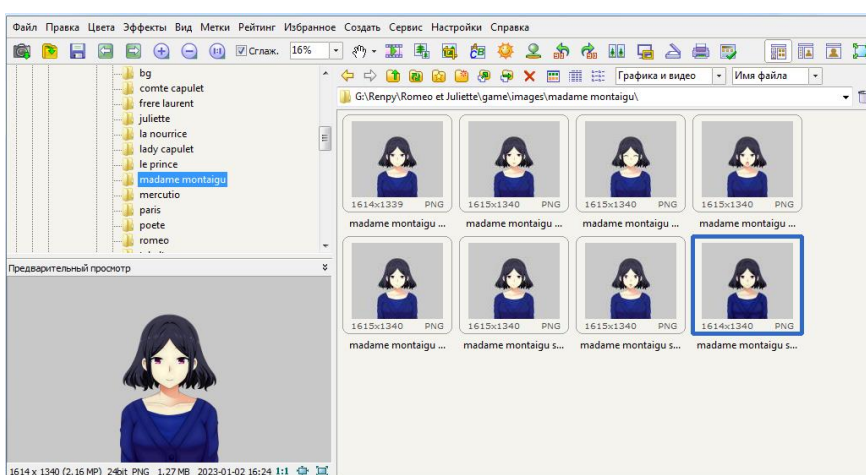 Файл Правка Цвета Эффекты Вид Метки Рейтинг Избранное Создать Сервис Настройки Справка
Сглаж. 16% Графика и видео Имя файла
G:\Renpy\Romeo et Juliette\game\images\madame montaigu\
bg
comte capulet
frere laurent
juliette
la nourrice
lady capulet
le prince
madame montaigu
mercutio
paris
poete
romeo
Предварительный просмотр
1614x1339 PNG 1615x1340 PNG 1615x1340 PNG 1615x1340 PNG
madame montaigu ... madame montaigu ... madame montaigu ... madame montaigu ...
1615x1340 PNG 1615x1340 PNG 1615x1340 PNG 1614x1340 PNG
madame montaigu ... madame montaigu s... madame montaigu s... madame montaigu s...
1614 x 1340 (2.16 MP) 24bit PNG 1.27 MB 2023-01-02 16:24 1:1